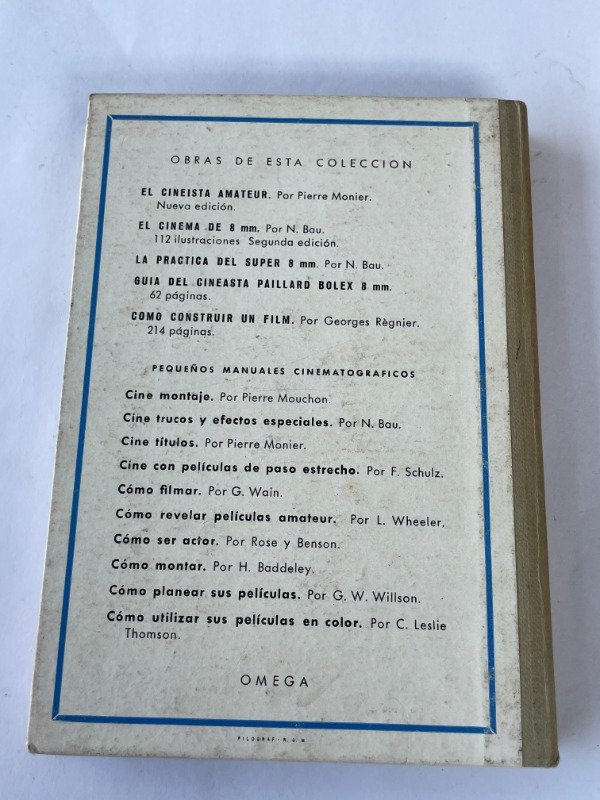 OBRAS DE ESTA COLECCION
EL CINEISTA AMATEUR. Por Pierre Monier.
Nueva edición.
EL CINEMA DE 8 mm. Por N. Bau.
112 ilustraciones Segunda edición.
LA PRACTICA DEL SUPER 8 mm. Por N. Bau.
GUIA DEL CINEASTA PAILLARD BOLEX 8 mm.
62 páginas.
COMO CONSTRUIR UN FILM. Por Georges Règnier.
214 páginas.
PEQUEÑOS MANUALES CINEMATOGRAFICOS
Cine montaje. Por Pierre Mouchon.
Cine trucos y efectos especiales. Por N. Bau.
Cine títulos. Por Pierre Monier.
Cine con películas de paso estrecho. Por F. Schulz.
Cómo filmar. Por G. Wain.
Cómo revelar películas amateur. Por L. Wheeler.
Cómo ser actor. Por Rose y Benson.
Cómo montar. Por H. Baddeley.
Cómo planear sus películas. Por G. W. Willson.
Cómo utilizar sus películas en color. Por C. Leslie
Thomson.
OMEGA